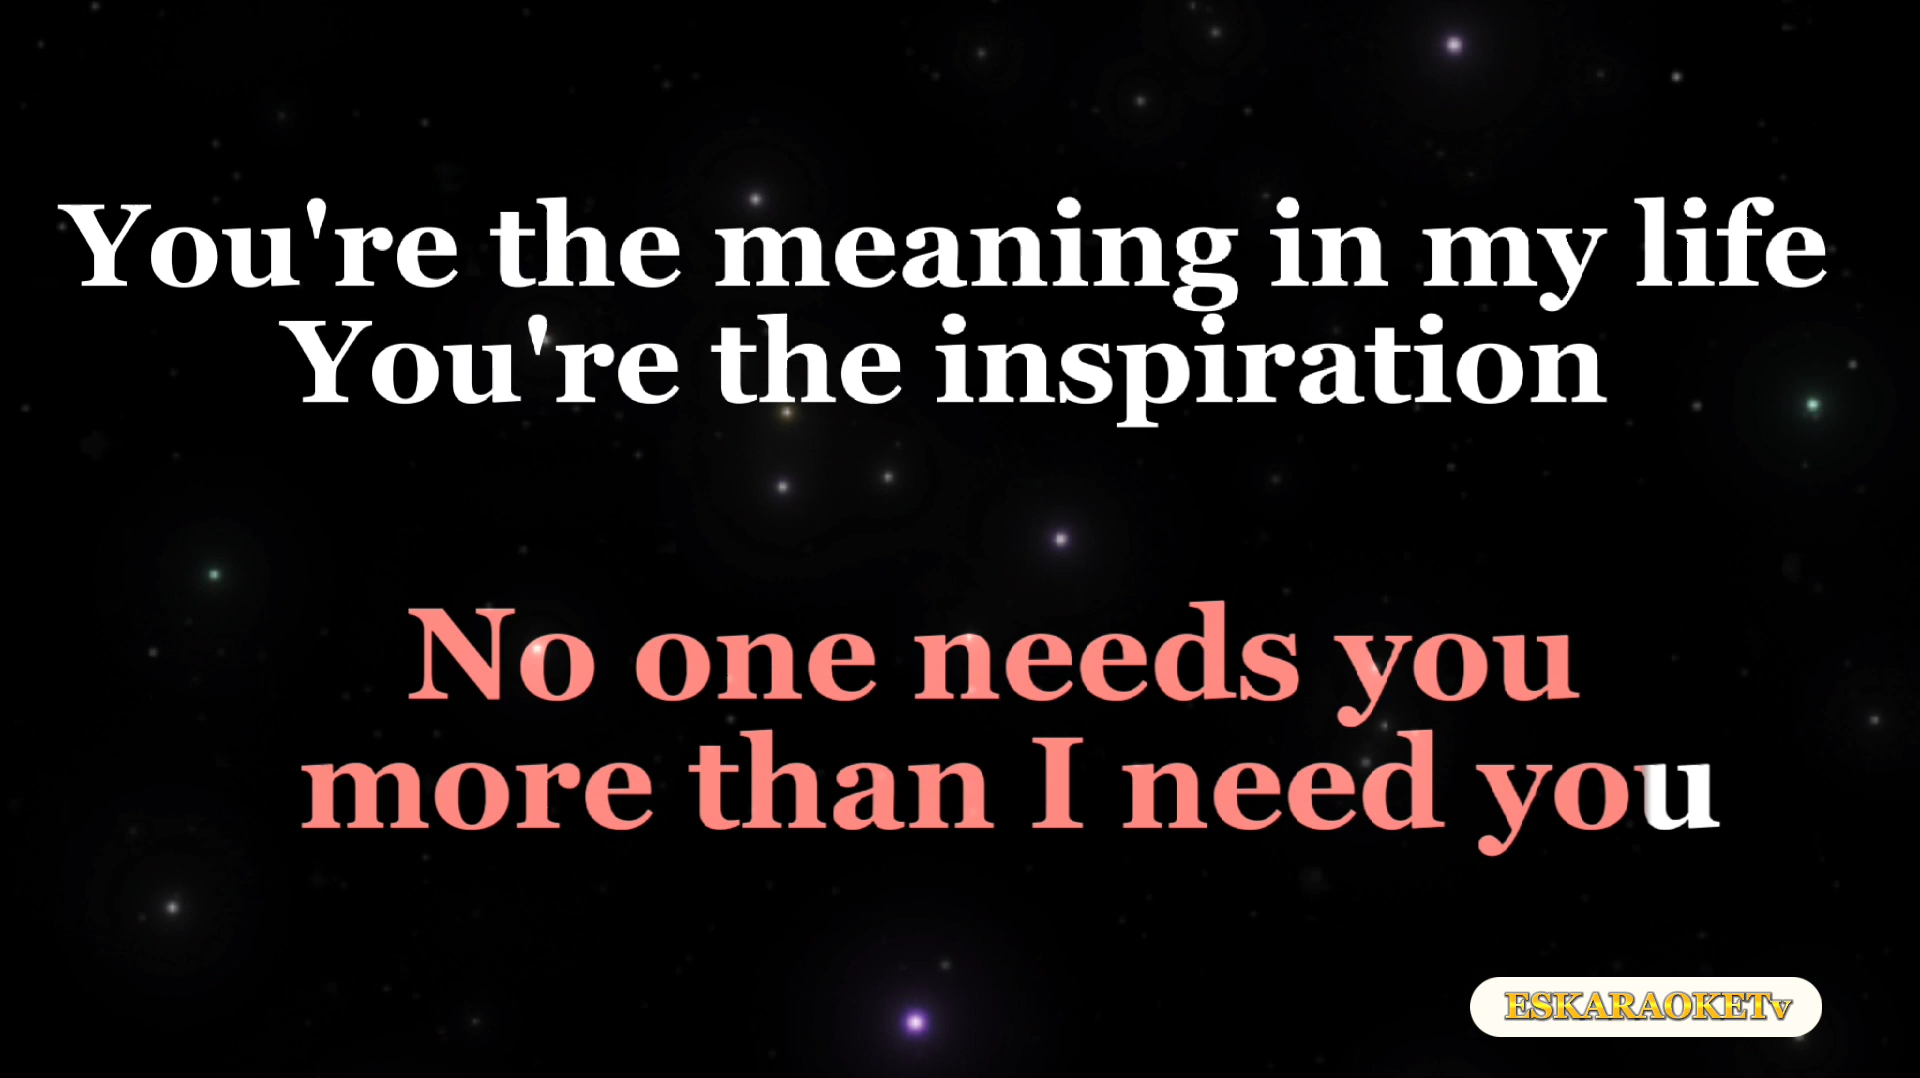 You're the meaning in my life
You're the inspiration
No one needs you
more than I need you
ESKARAOKETv